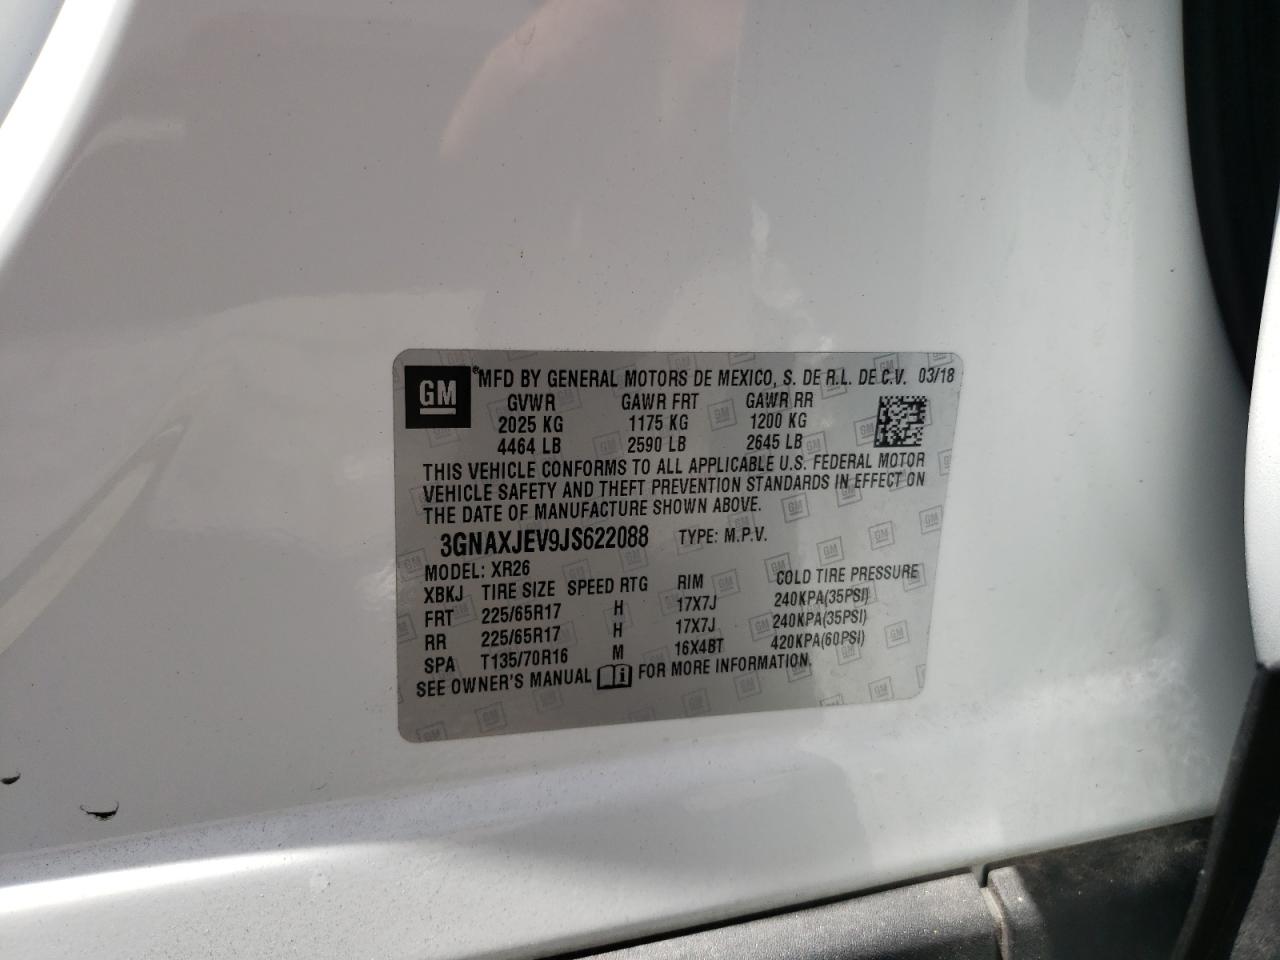 GM ® MFD BY GENERAL MOTORS DE MEXICO, S. DE R.L. DE C.V. 03/18
GVWR GAWR FRT GAWR RR
2025 KG 1175 KG 1200 KG
4464 LB 2590 LB 2645 LB
THIS VEHICLE CONFORMS TO ALL APPLICABLE U.S. FEDERAL MOTOR
VEHICLE SAFETY AND THEFT PREVENTION STANDARDS IN EFFECT ON
THE DATE OF MANUFACTURE SHOWN ABOVE.
3GNAXJEV9JS622088 TYPE: M.P.V.
MODEL: XR26
XBKJ TIRE SIZE SPEED RTG RIM COLD TIRE PRESSURE
FRT 225/65R17 H 17X7J 240KPA(35PSI)
RR 225/65R17 H 17X7J 240KPA(35PSI)
SPA T135/70R16 M 16X4BT 420KPA(60PSI)
SEE OWNER'S MANUAL i FOR MORE INFORMATION.